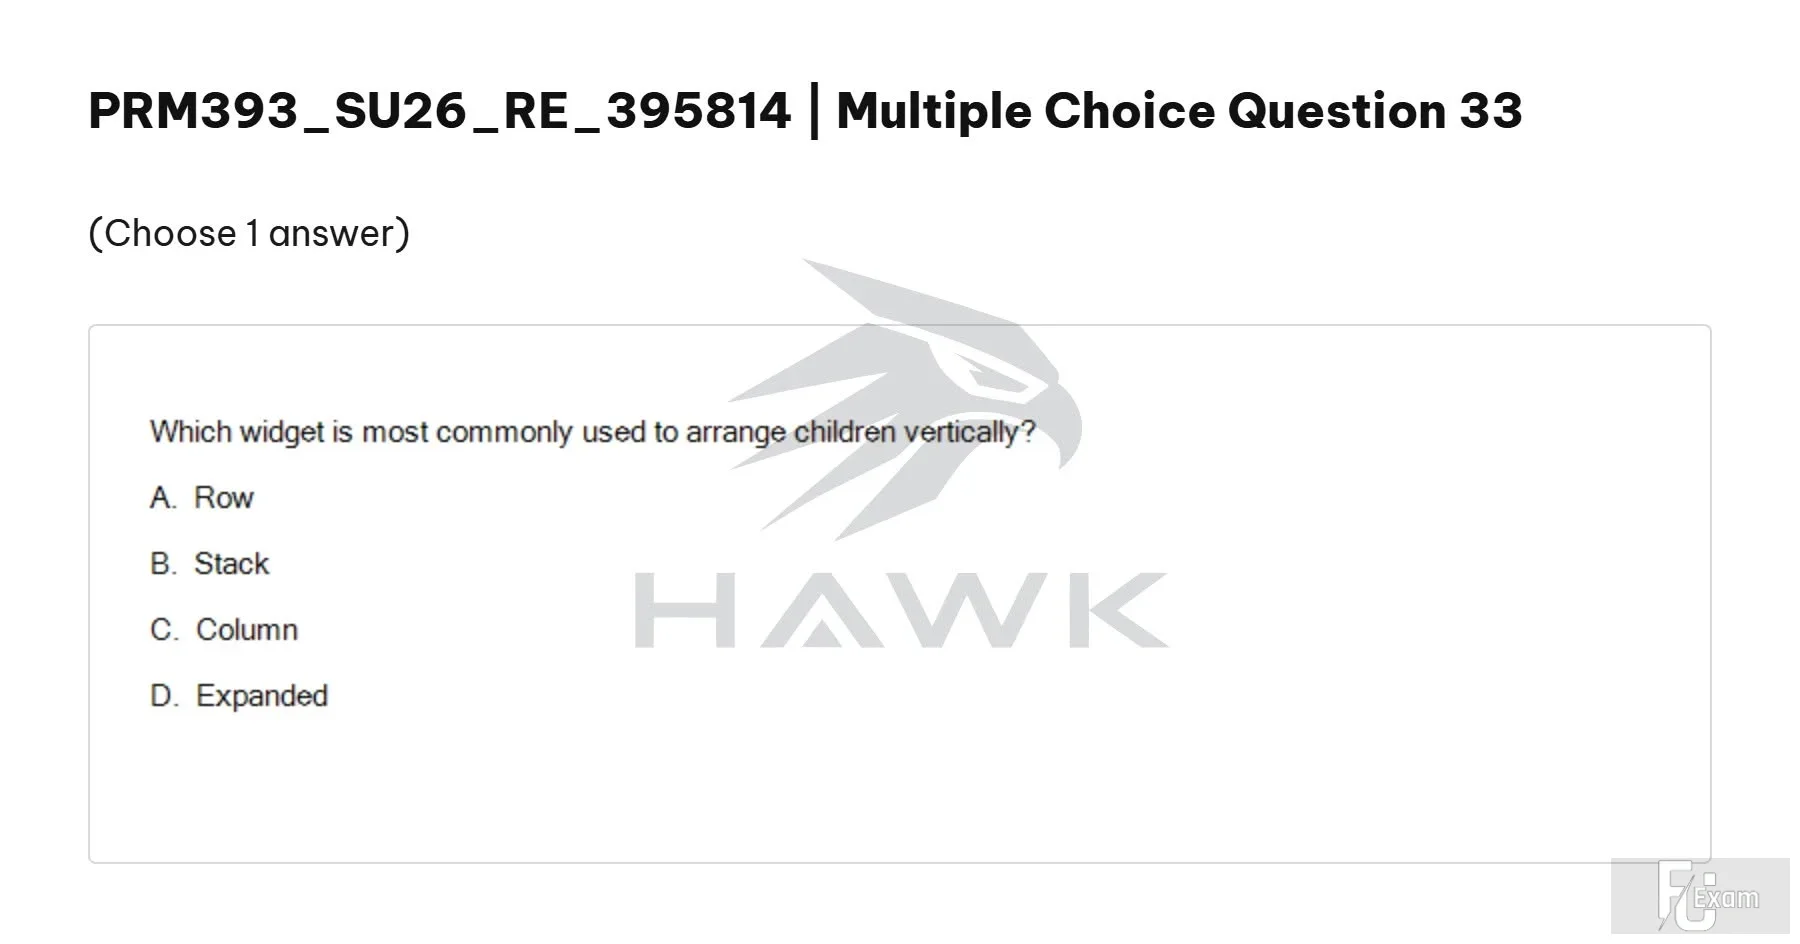 PRM393_SU26_RE_395814 | Multiple Choice Question 33
(Choose 1 answer)
Which widget is most commonly used to arrange children vertically?
A. Row
B. Stack
C. Column
D. Expanded
HAWK
FU Exam